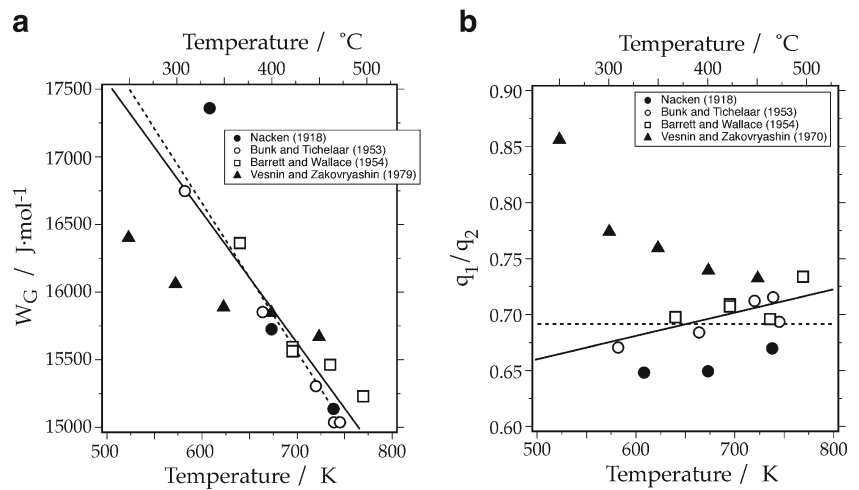 a
Temperature / °C
300 400 500
17500
17000
16500
16000
15500
15000
W_G / J·mol⁻¹
Nacken (1918)
Bunk and Tichelaar (1953)
Barrett and Wallace (1954)
Vesnin and Zakovryashin (1979)
500 600 700 800
Temperature / K
b
Temperature / °C
300 400 500
0.90
0.85
0.80
0.75
0.70
0.65
0.60
q₁/q₂
Nacken (1918)
Bunk and Tichelaar (1953)
Barrett and Wallace (1954)
Vesnin and Zakovryashin (1970)
500 600 700 800
Temperature / K